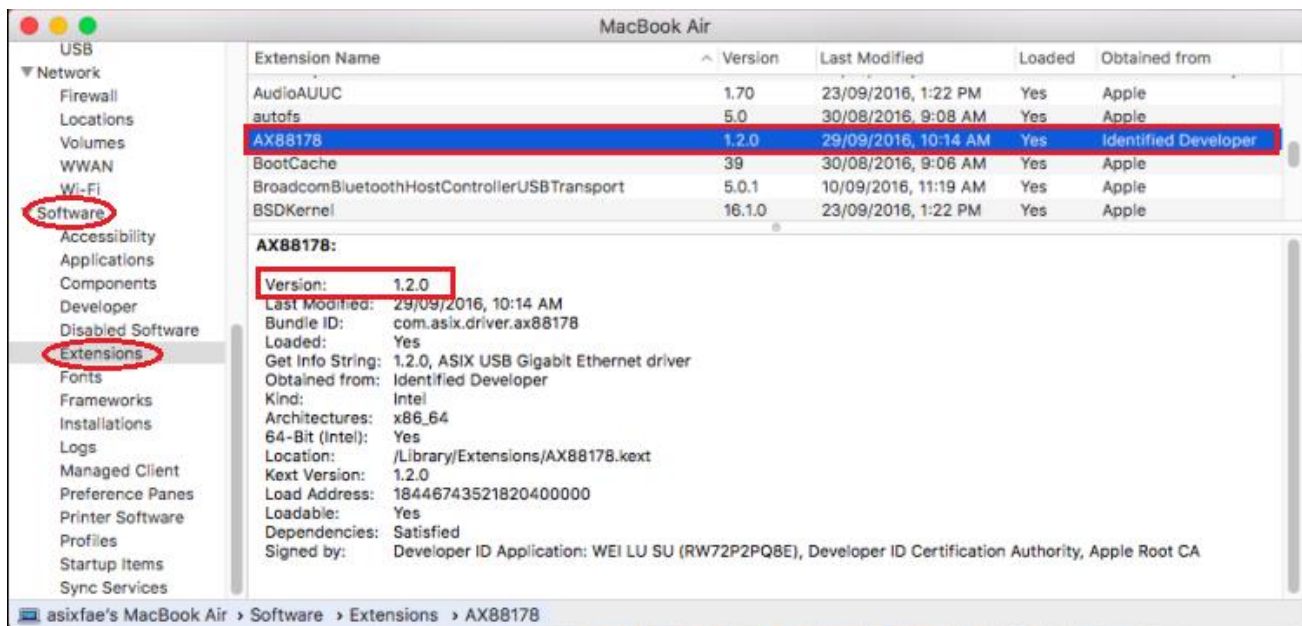 MacBook Air
USB
Network
Firewall
Locations
Volumes
WWAN
Wi-Fi
Software
Accessibility
Applications
Components
Developer
Disabled Software
Extensions
Fonts
Frameworks
Installations
Logs
Managed Client
Preference Panes
Printer Software
Profiles
Startup Items
Sync Services
Extension Name Version Last Modified Loaded Obtained from
AudioAUUC 1.70 23/09/2016, 1:22 PM Yes Apple
autofs 5.0 30/08/2016, 9:08 AM Yes Apple
AX88178 1.2.0 29/09/2016, 10:14 AM Yes Identified Developer
BootCache 39 30/08/2016, 9:06 AM Yes Apple
BroadcomBluetoothHostControllerUSBTransport 5.0.1 10/09/2016, 11:19 AM Yes Apple
BSDKernel 16.1.0 23/09/2016, 1:22 PM Yes Apple
AX88178:
Version: 1.2.0
Last Modified: 29/09/2016, 10:14 AM
Bundle ID: com.asix.driver.ax88178
Loaded: Yes
Get Info String: 1.2.0, ASIX USB Gigabit Ethernet driver
Obtained from: Identified Developer
Kind: Intel
Architectures: x86_64
64-Bit (Intel): Yes
Location: /Library/Extensions/AX88178.kext
Kext Version: 1.2.0
Load Address: 18446743521820400000
Loadable: Yes
Dependencies: Satisfied
Signed by: Developer ID Application: WEI LU SU (RW72P2PQ8E), Developer ID Certification Authority, Apple Root CA
asixfae's MacBook Air › Software › Extensions › AX88178